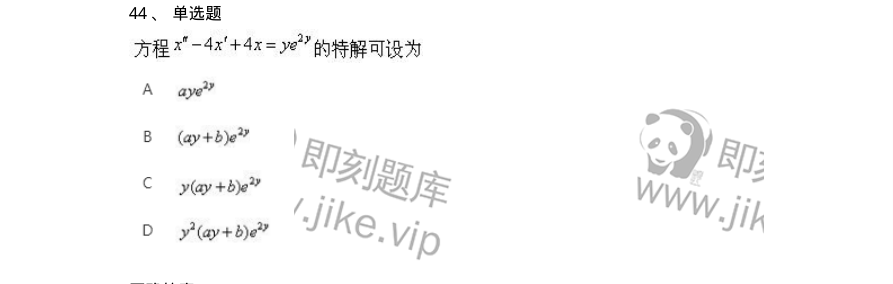 44 、 单选题
方程 x″ − 4x′ + 4x = ye^{2y} 的特解可设为
A aye^{2y}
B (ay+b)e^{2y}
C y(ay+b)e^{2y}
D y^2(ay+b)e^{2y}
即刻题库
.jike.vip
即刻
www.jik